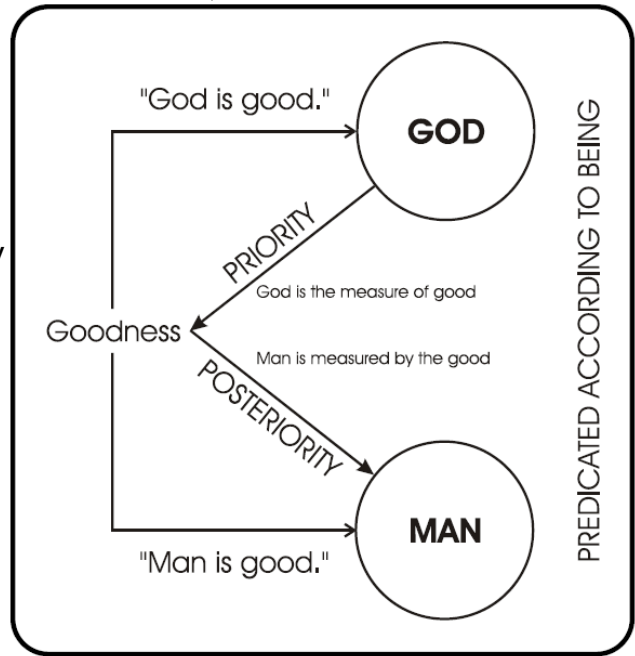 "God is good."
GOD
PRIORITY
God is the measure of good
Goodness
Man is measured by the good
POSTERIORITY
MAN
"Man is good."
PREDICATED ACCORDING TO BEING